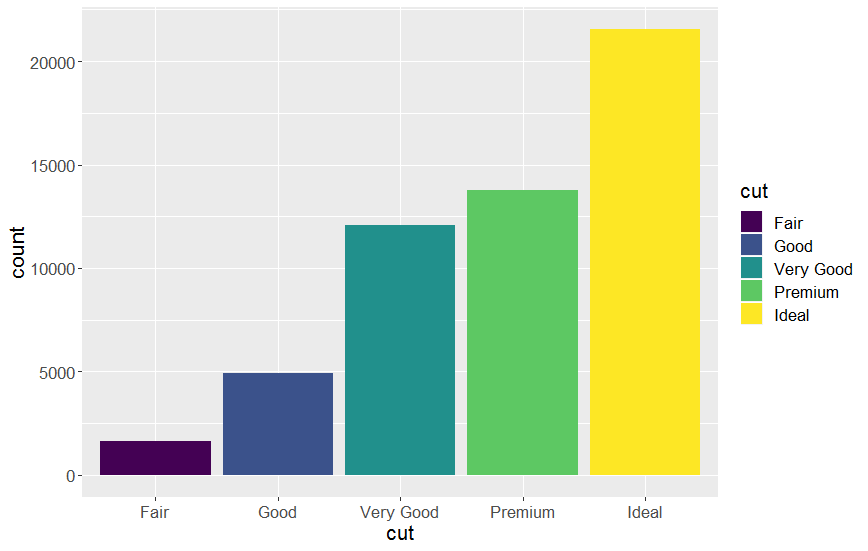 20000
15000
10000
5000
0
count
Fair
Good
Very Good
Premium
Ideal
cut
cut
Fair
Good
Very Good
Premium
Ideal